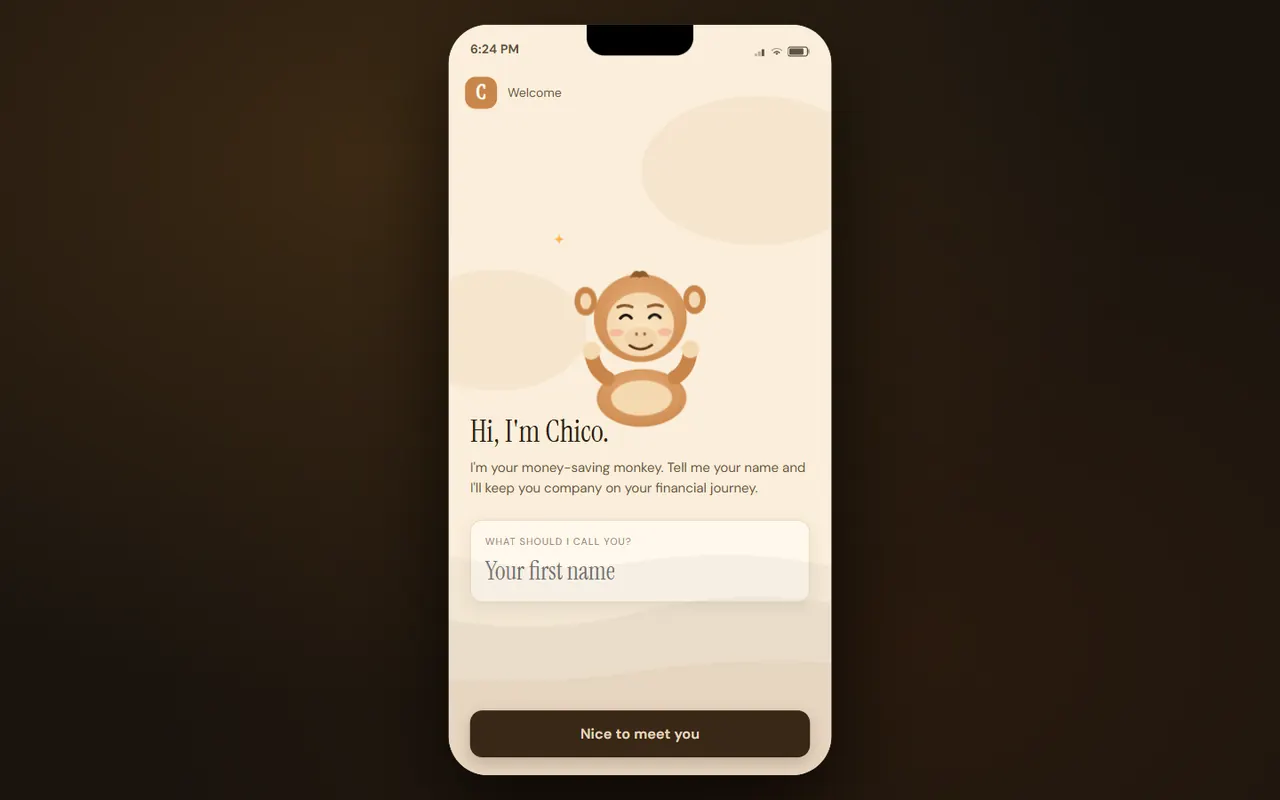 6:24 PM
C
Welcome
Hi, I'm Chico.
I'm your money-saving monkey. Tell me your name and
I'll keep you company on your financial journey.
WHAT SHOULD I CALL YOU?
Your first name
Nice to meet you